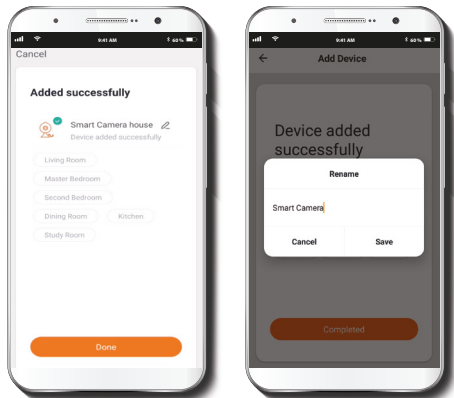 9:41 AM
60%
Cancel
Added successfully
Smart Camera house
Device added successfully
Living Room
Master Bedroom
Second Bedroom
Dining Room
Kitchen
Study Room
Done
9:41 AM
60%
Add Device
Device added
successfully
Rename
Smart Camera
Cancel
Save
Completed